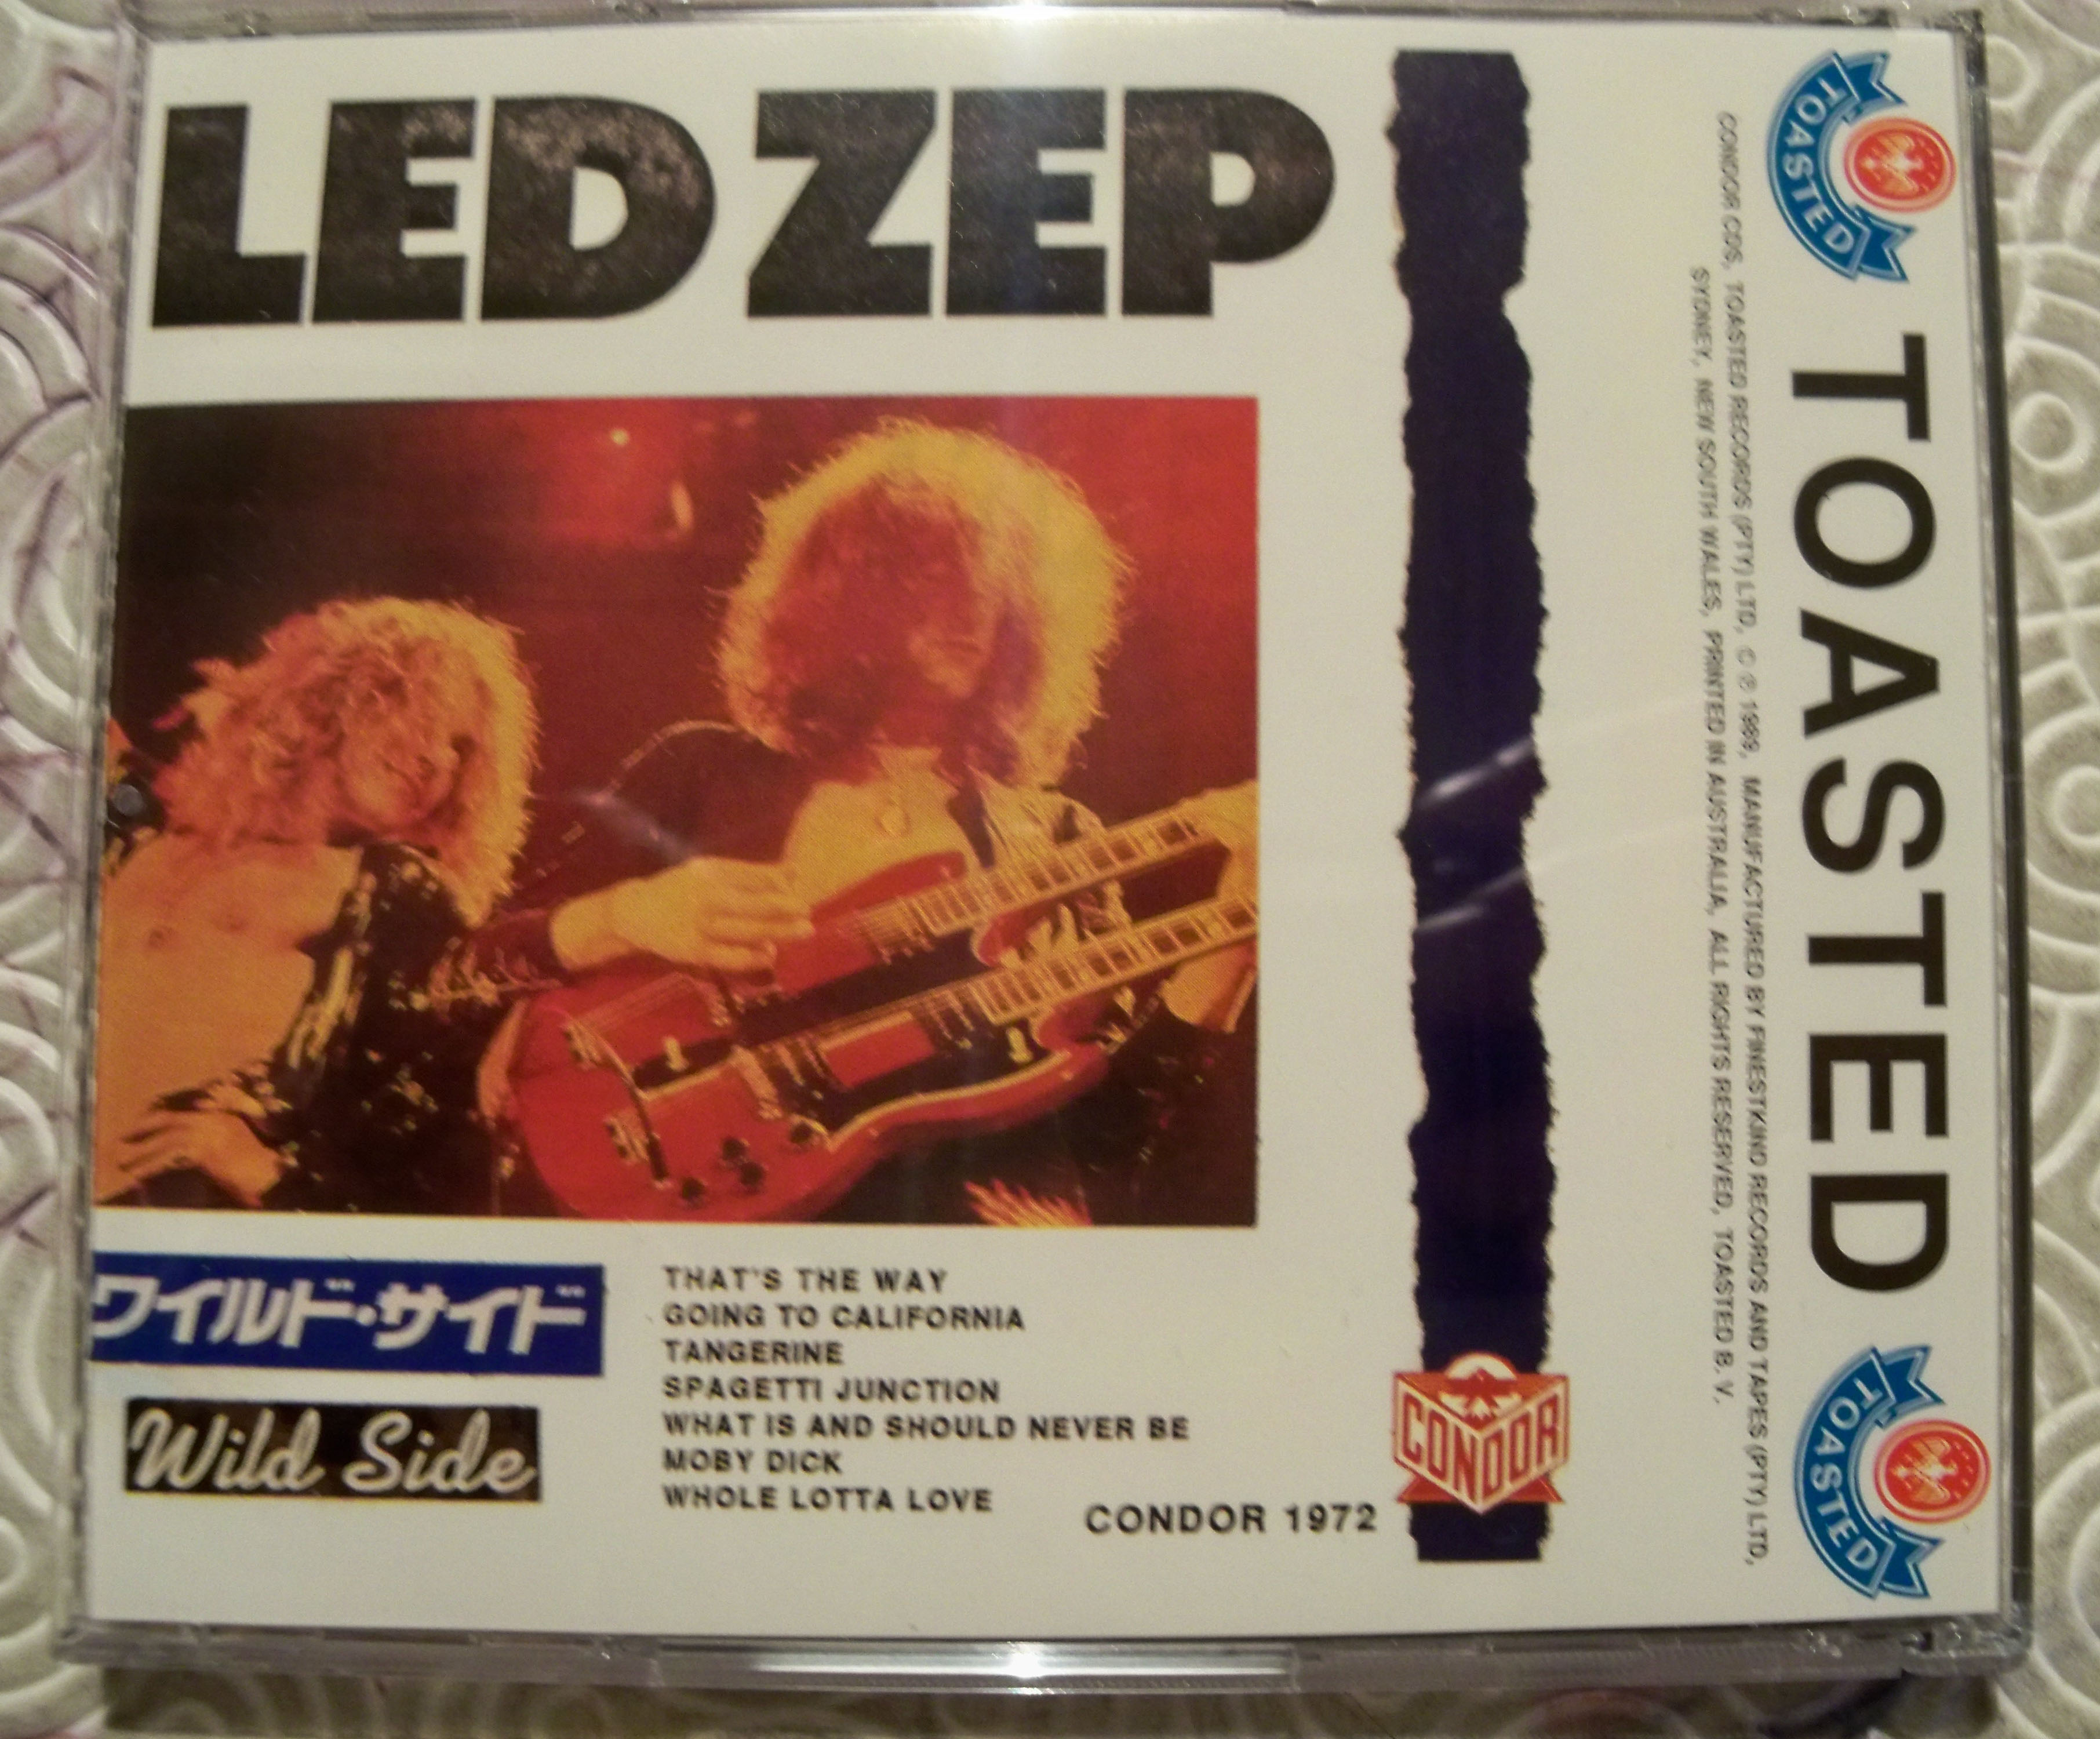 LED ZEP
ワイルド・サイド
Wild Side
THAT'S THE WAY
GOING TO CALIFORNIA
TANGERINE
SPAGETTI JUNCTION
WHAT IS AND SHOULD NEVER BE
MOBY DICK
WHOLE LOTTA LOVE
CONDOR 1972
CONDOR
TOASTED
TOASTED
TOASTED
CONDOR CDS, TOASTED RECORDS (PTY) LTD, © ℗ 1989, MANUFACTURED BY FINESTKIND RECORDS AND TAPES (PTY) LTD,
SYDNEY, NEW SOUTH WALES, PRINTED IN AUSTRALIA, ALL RIGHTS RESERVED, TOASTED B. V.